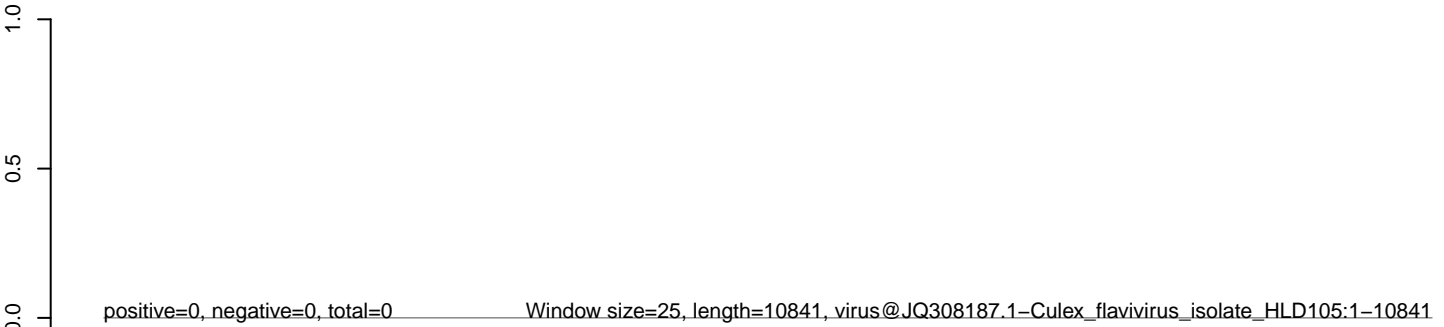 1.0
0.5
0.0
positive=0, negative=0, total=0
Window size=25, length=10841, virus@JQ308187.1−Culex_flavivirus_isolate_HLD105:1−10841